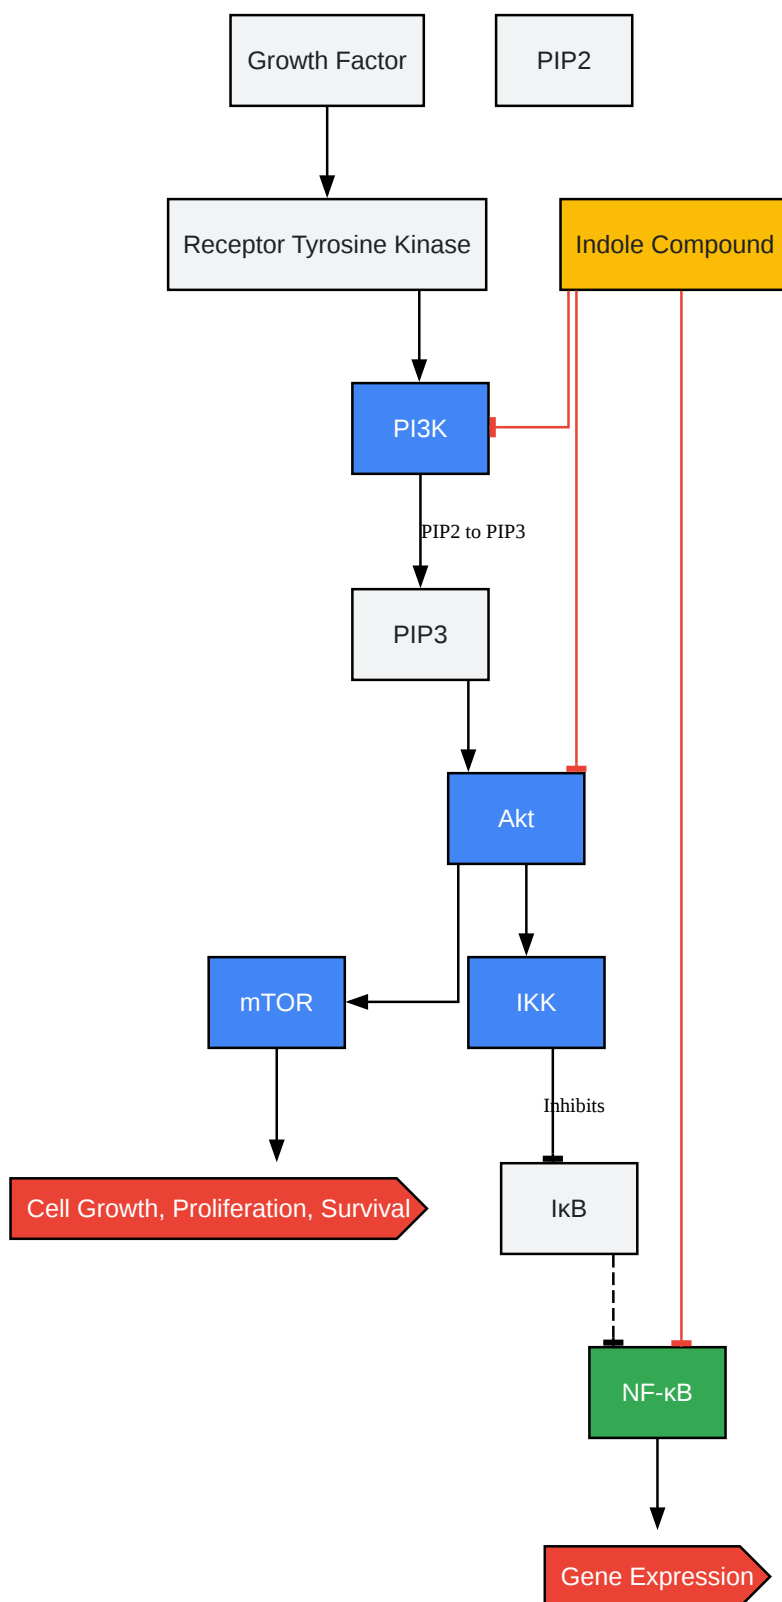 Growth Factor
PIP2
Receptor Tyrosine Kinase
Indole Compound
PI3K
PIP2 to PIP3
PIP3
Akt
mTOR
IKK
Inhibits
Cell Growth, Proliferation, Survival
IκB
NF-κB
Gene Expression